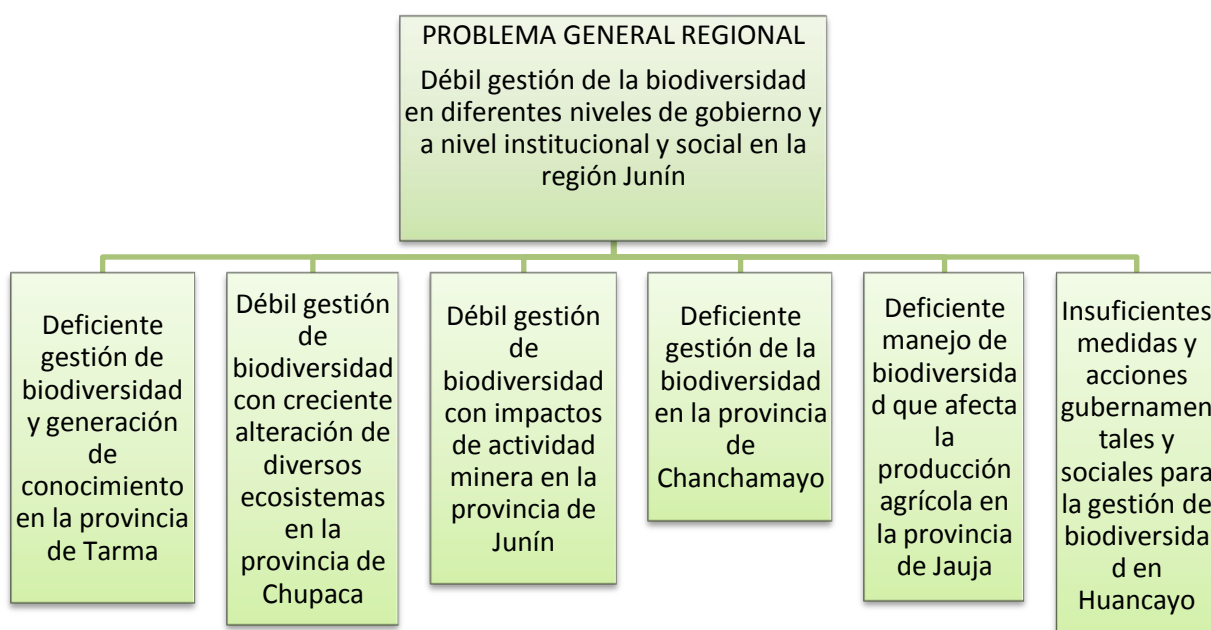 PROBLEMA GENERAL REGIONAL
Débil gestión de la biodiversidad
en diferentes niveles de gobierno y
a nivel institucional y social en la
región Junín
Deficiente
gestión de
biodiversidad
y generación
de
conocimiento
en la provincia
de Tarma
Débil gestión
de
biodiversidad
con creciente
alteración de
diversos
ecosistemas
en la
provincia de
Chupaca
Débil gestión
de
biodiversidad
con impactos
de actividad
minera en la
provincia de
Junín
Deficiente
gestión de la
biodiversidad
en la provincia
de
Chanchamayo
Deficiente
manejo de
biodiversida
d que afecta
la
producción
agrícola en
la provincia
de Jauja
Insuficientes
medidas y
acciones
gubernamen
tales y
sociales para
la gestión de
biodiversida
d en
Huancayo